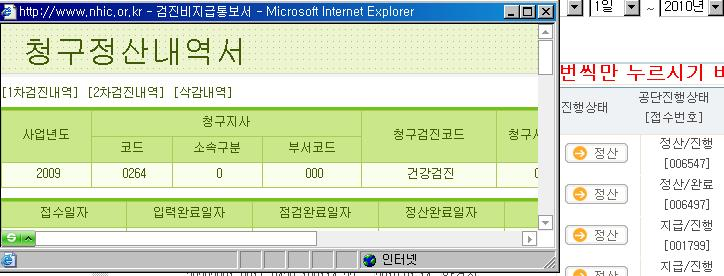 http://www.nhic.or.kr - 검진비지급통보서 - Microsoft Internet Explorer
청구정산내역서
[1차검진내역] [2차검진내역] [삭감내역]
사업년도 청구지사 청구검진코드
코드 소속구분 부서코드
2009 0264 0 000 건강검진
접수일자 입력완료일자 점검완료일자 정산완료일자
인터넷
1일 ~ 2010년
번씩만 누르시기
진행상태 공단진행상태
[접수번호]
정산 정산/진행
[006547]
정산 정산/완료
[006497]
정산 지급/진행
[001799]
정산 지급/진행